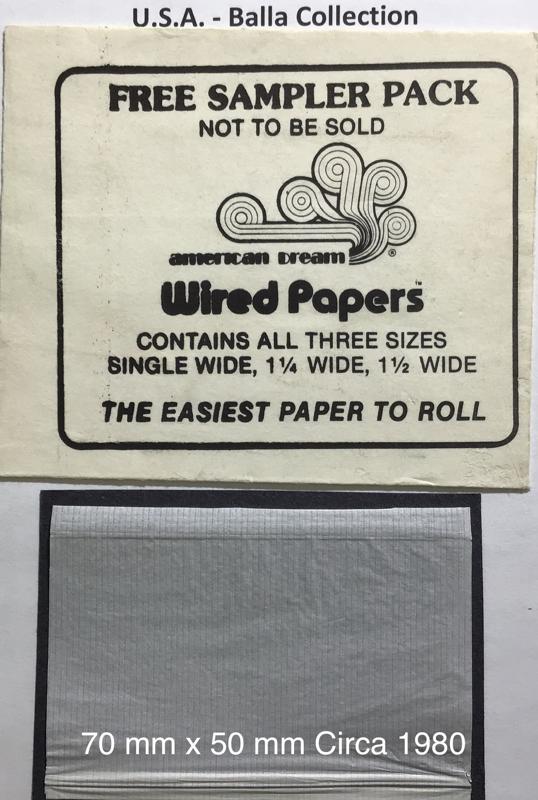 U.S.A. - Balla Collection
FREE SAMPLER PACK
NOT TO BE SOLD
american dream ®
Wired Papers™
CONTAINS ALL THREE SIZES
SINGLE WIDE, 1¼ WIDE, 1½ WIDE
THE EASIEST PAPER TO ROLL
70 mm x 50 mm Circa 1980